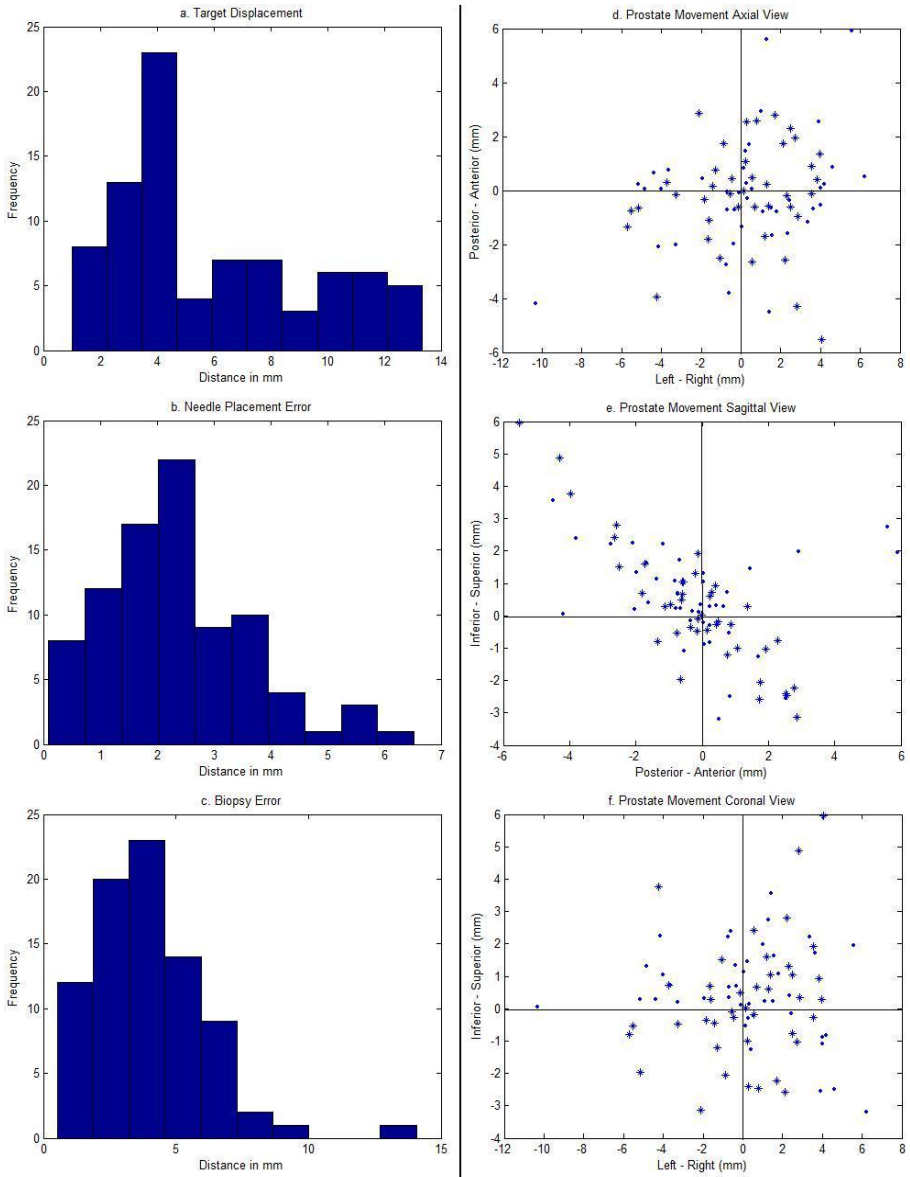 a. Target Displacement
25
20
15
10
5
0
Frequency
0 2 4 6 8 10 12 14
Distance in mm
b. Needle Placement Error
25
20
15
10
5
0
Frequency
0 1 2 3 4 5 6 7
Distance in mm
c. Biopsy Error
25
20
15
10
5
0
Frequency
0 5 10 15
Distance in mm
d. Prostate Movement Axial View
6
4
2
0
-2
-4
-6
Posterior - Anterior (mm)
-12 -10 -8 -6 -4 -2 0 2 4 6 8
Left - Right (mm)
e. Prostate Movement Sagittal View
6
5
4
3
2
1
0
-1
-2
-3
-4
Inferior - Superior (mm)
-6 -4 -2 0 2 4 6
Posterior - Anterior (mm)
f. Prostate Movement Coronal View
6
5
4
3
2
1
0
-1
-2
-3
-4
Inferior - Superior (mm)
-12 -10 -8 -6 -4 -2 0 2 4 6 8
Left - Right (mm)